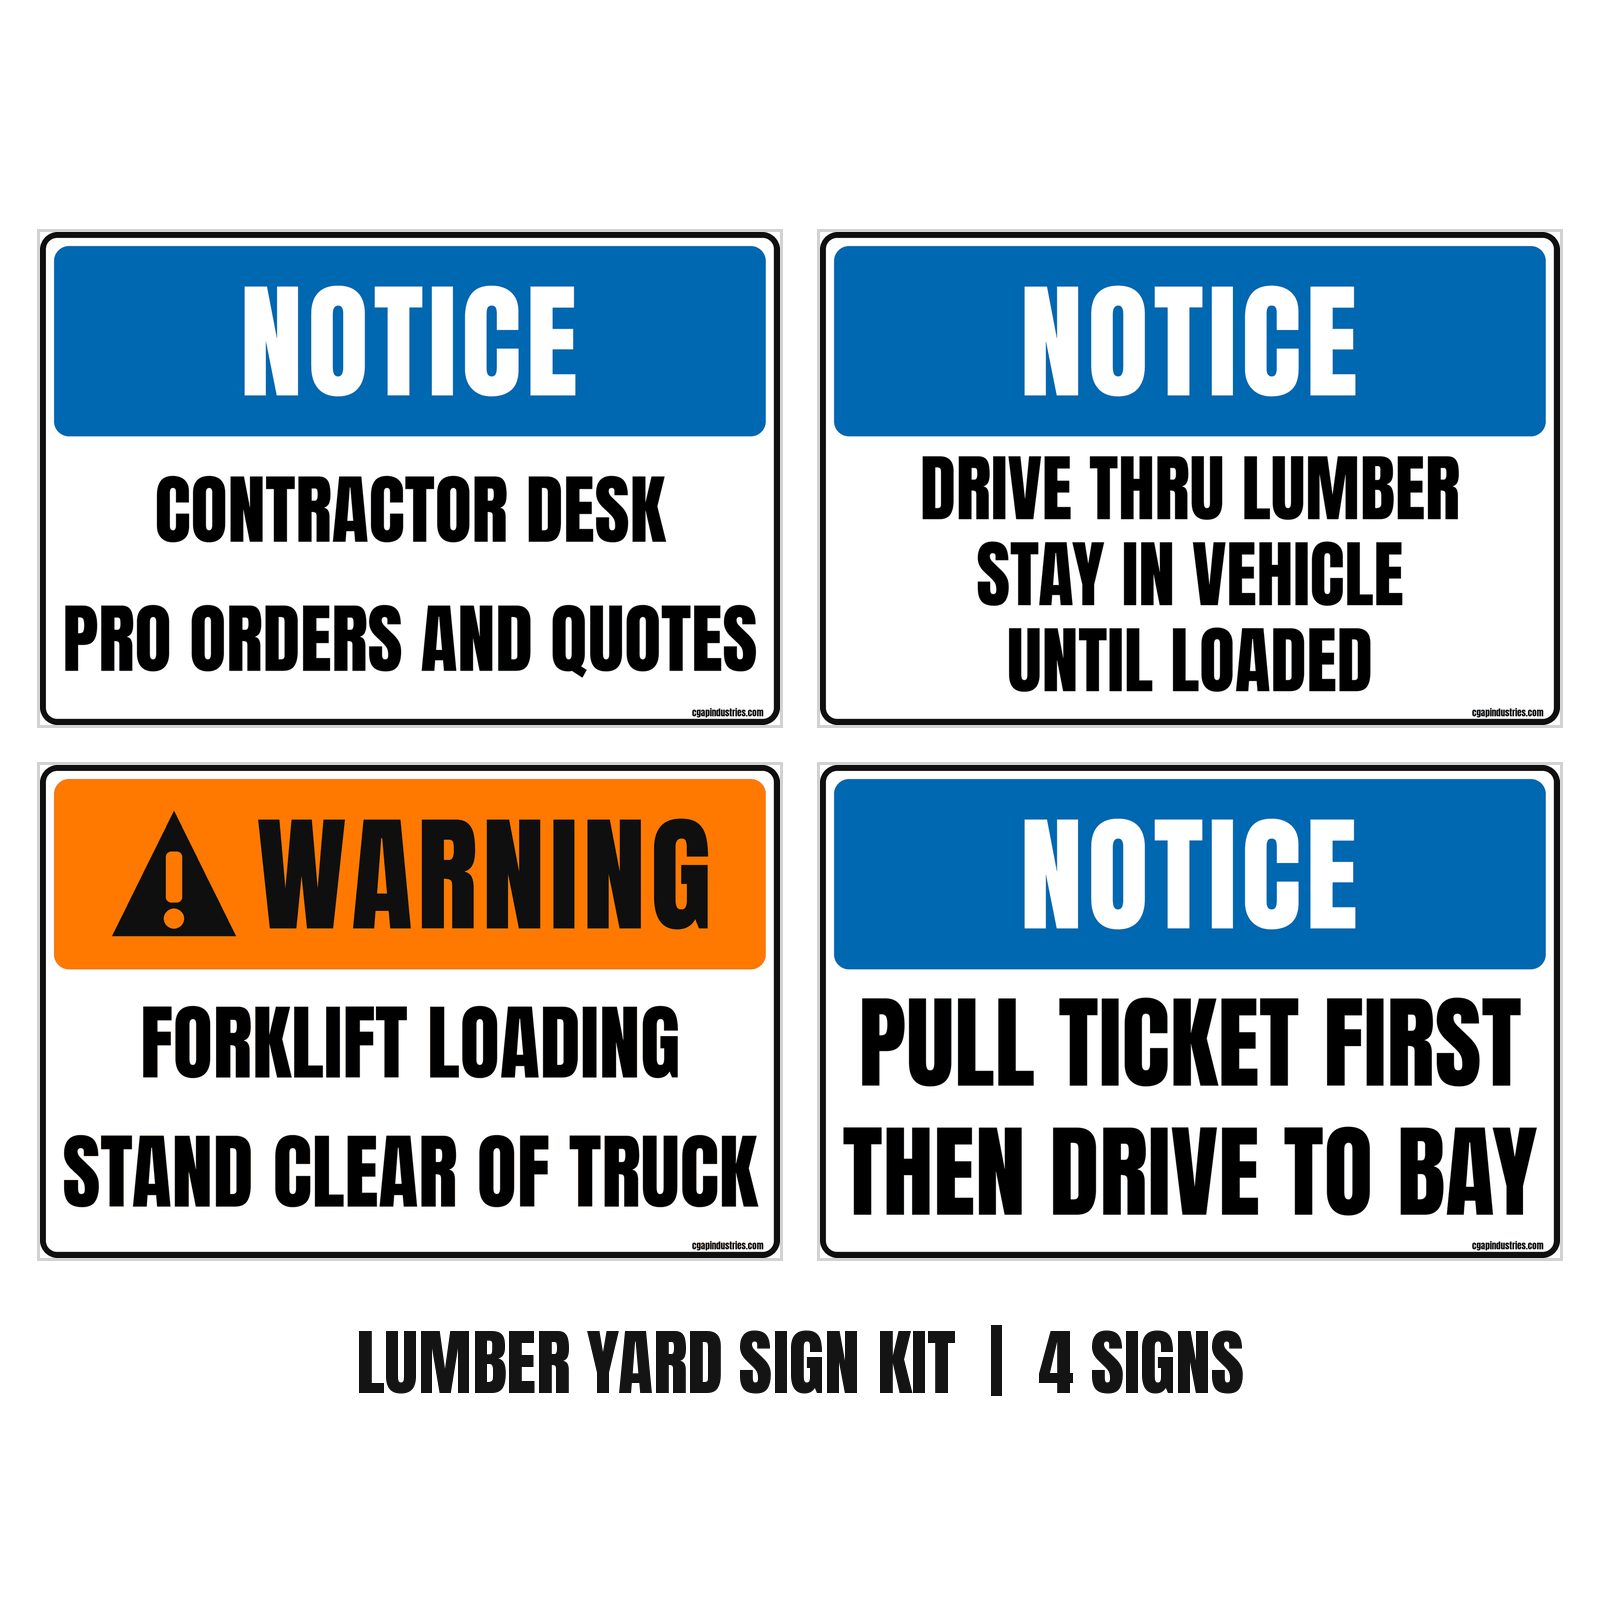 NOTICE
CONTRACTOR DESK
PRO ORDERS AND QUOTES
cgapindustries.com
NOTICE
DRIVE THRU LUMBER
STAY IN VEHICLE
UNTIL LOADED
cgapindustries.com
WARNING
FORKLIFT LOADING
STAND CLEAR OF TRUCK
cgapindustries.com
NOTICE
PULL TICKET FIRST
THEN DRIVE TO BAY
cgapindustries.com
LUMBER YARD SIGN KIT | 4 SIGNS